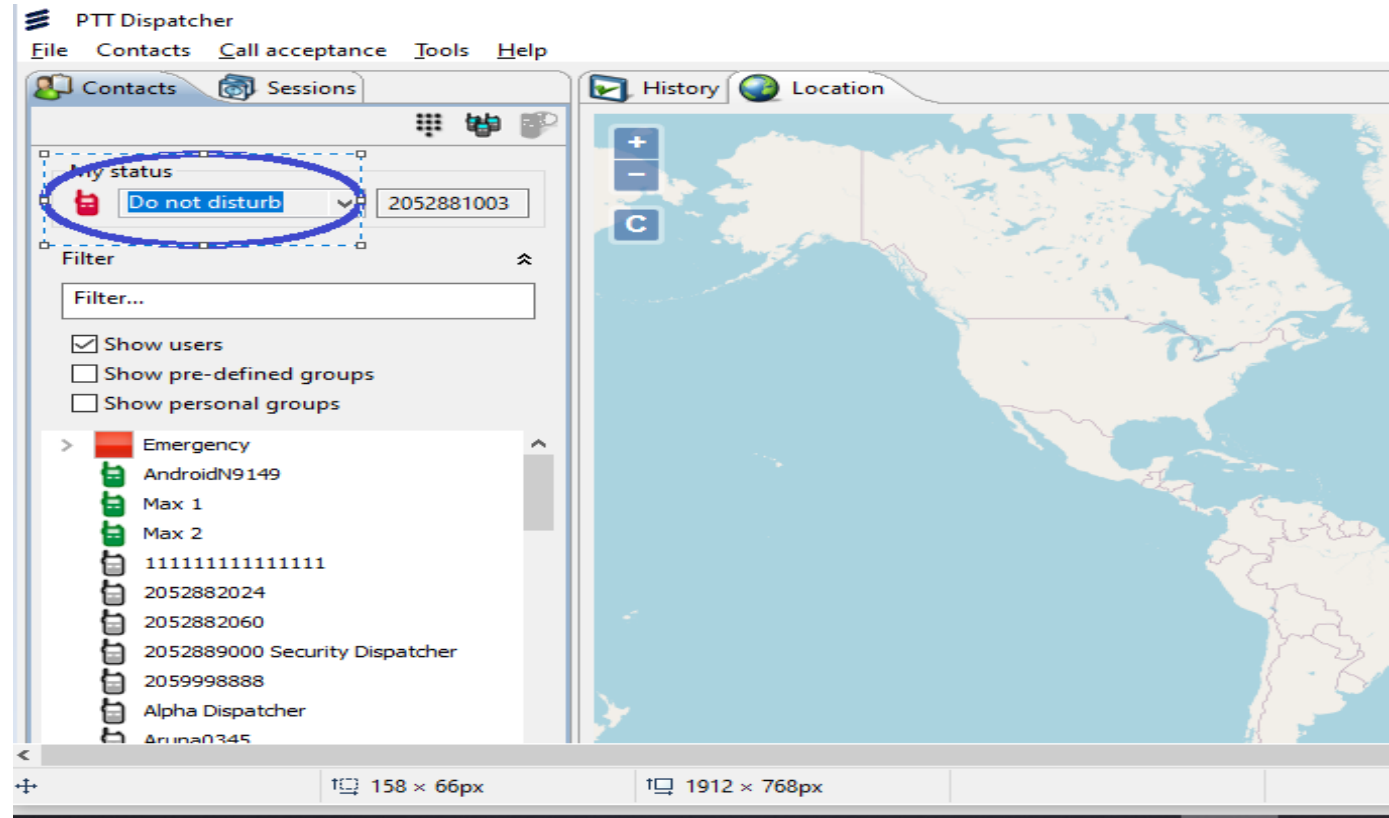 PTT Dispatcher
File Contacts Call acceptance Tools Help
Contacts Sessions History Location
My status
Do not disturb 2052881003
Filter
Filter...
Show users
Show pre-defined groups
Show personal groups
Emergency
AndroidN9149
Max 1
Max 2
111111111111111
2052882024
2052882060
2052889000 Security Dispatcher
2059998888
Alpha Dispatcher
Aruna0345
+
−
C
158 × 66px 1912 × 768px